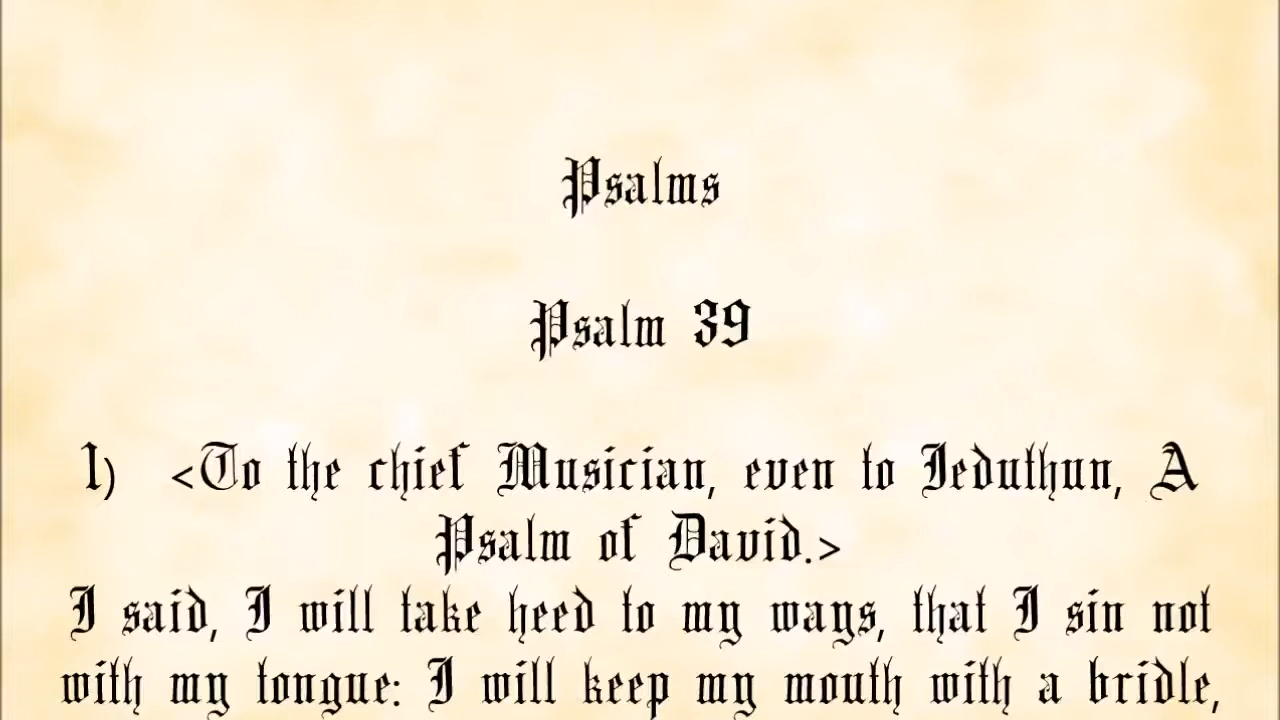 Psalms
Psalm 39
1) <To the chief Musician, even to Jeduthun, A
Psalm of David.>
I said, I will take heed to my ways, that I sin not
with my tongue: I will keep my mouth with a bridle,